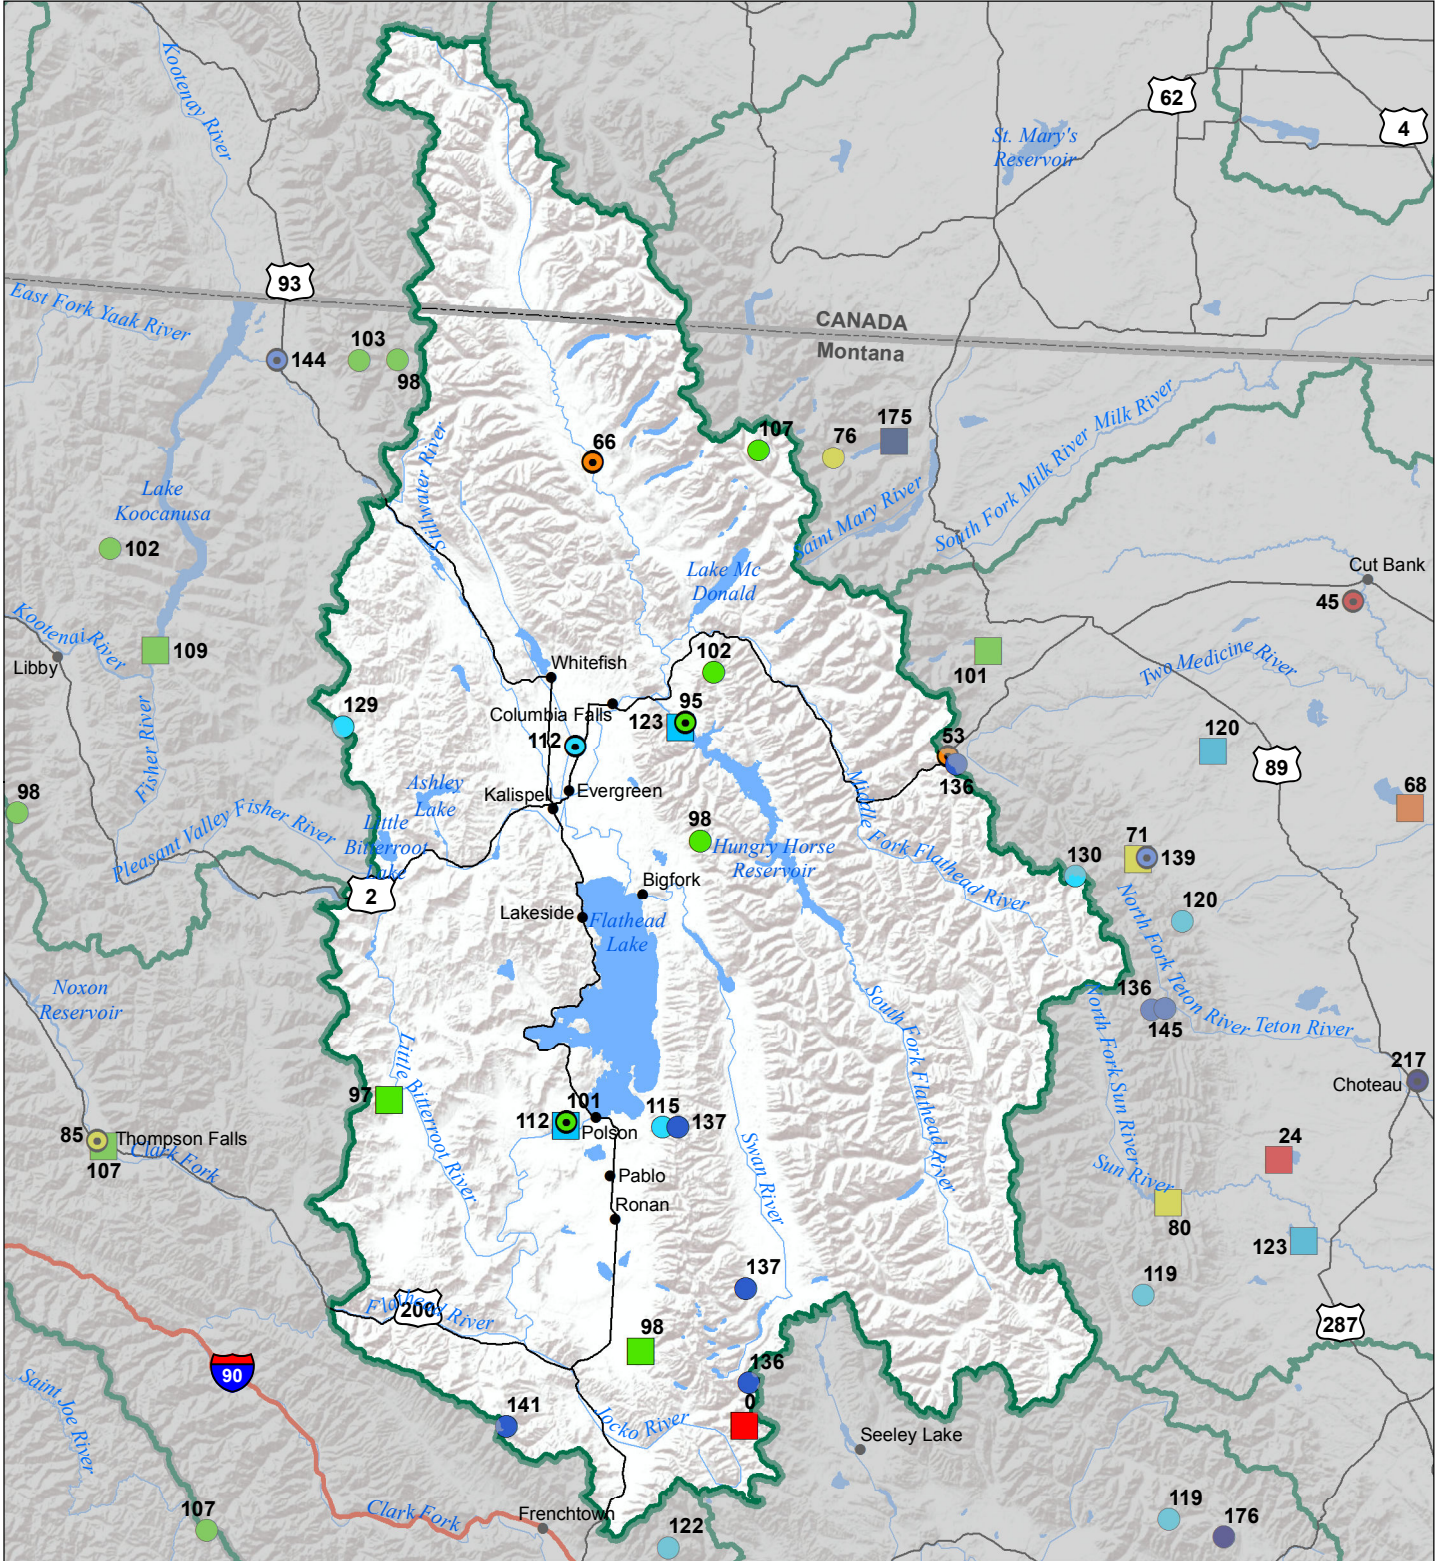 Kootenay River
62
4
St. Mary's
Reservoir
93
East Fork Yaak River
CANADA
Montana
144
103
98
107
76
175
66
Stillwater River
South Fork Milk River
Milk River
Lake
Koocanusa
102
Saint Mary River
Lake Mc
Donald
Cut Bank
45
Kootenai River
Libby
109
Whitefish
102
101
Two Medicine River
Fisher River
129
Columbia Falls
123
95
112
53
136
120
89
68
98
Ashley
Lake
Kalispell
Evergreen
Pleasant Valley Fisher River
Little
Bitterroot
Lake
98
Hungry Horse
Reservoir
Middle Fork Flathead River
71
139
130
2
Bigfork
Lakeside
Flathead
Lake
North Fork Teton River
120
Noxon
Reservoir
South Fork Flathead River
136
145
Teton River
North Fork Sun River
217
Choteau
Little Bitterroot River
97
101
112
Polson
115
137
85
Thompson Falls
107
Clark Fork
Swan River
24
Sun River
Pablo
Ronan
80
123
137
119
Flathead River
200
287
98
90
136
0
Saint Joe River
141
Jocko River
Seeley Lake
107
Clark Fork
Frenchtown
122
119
176